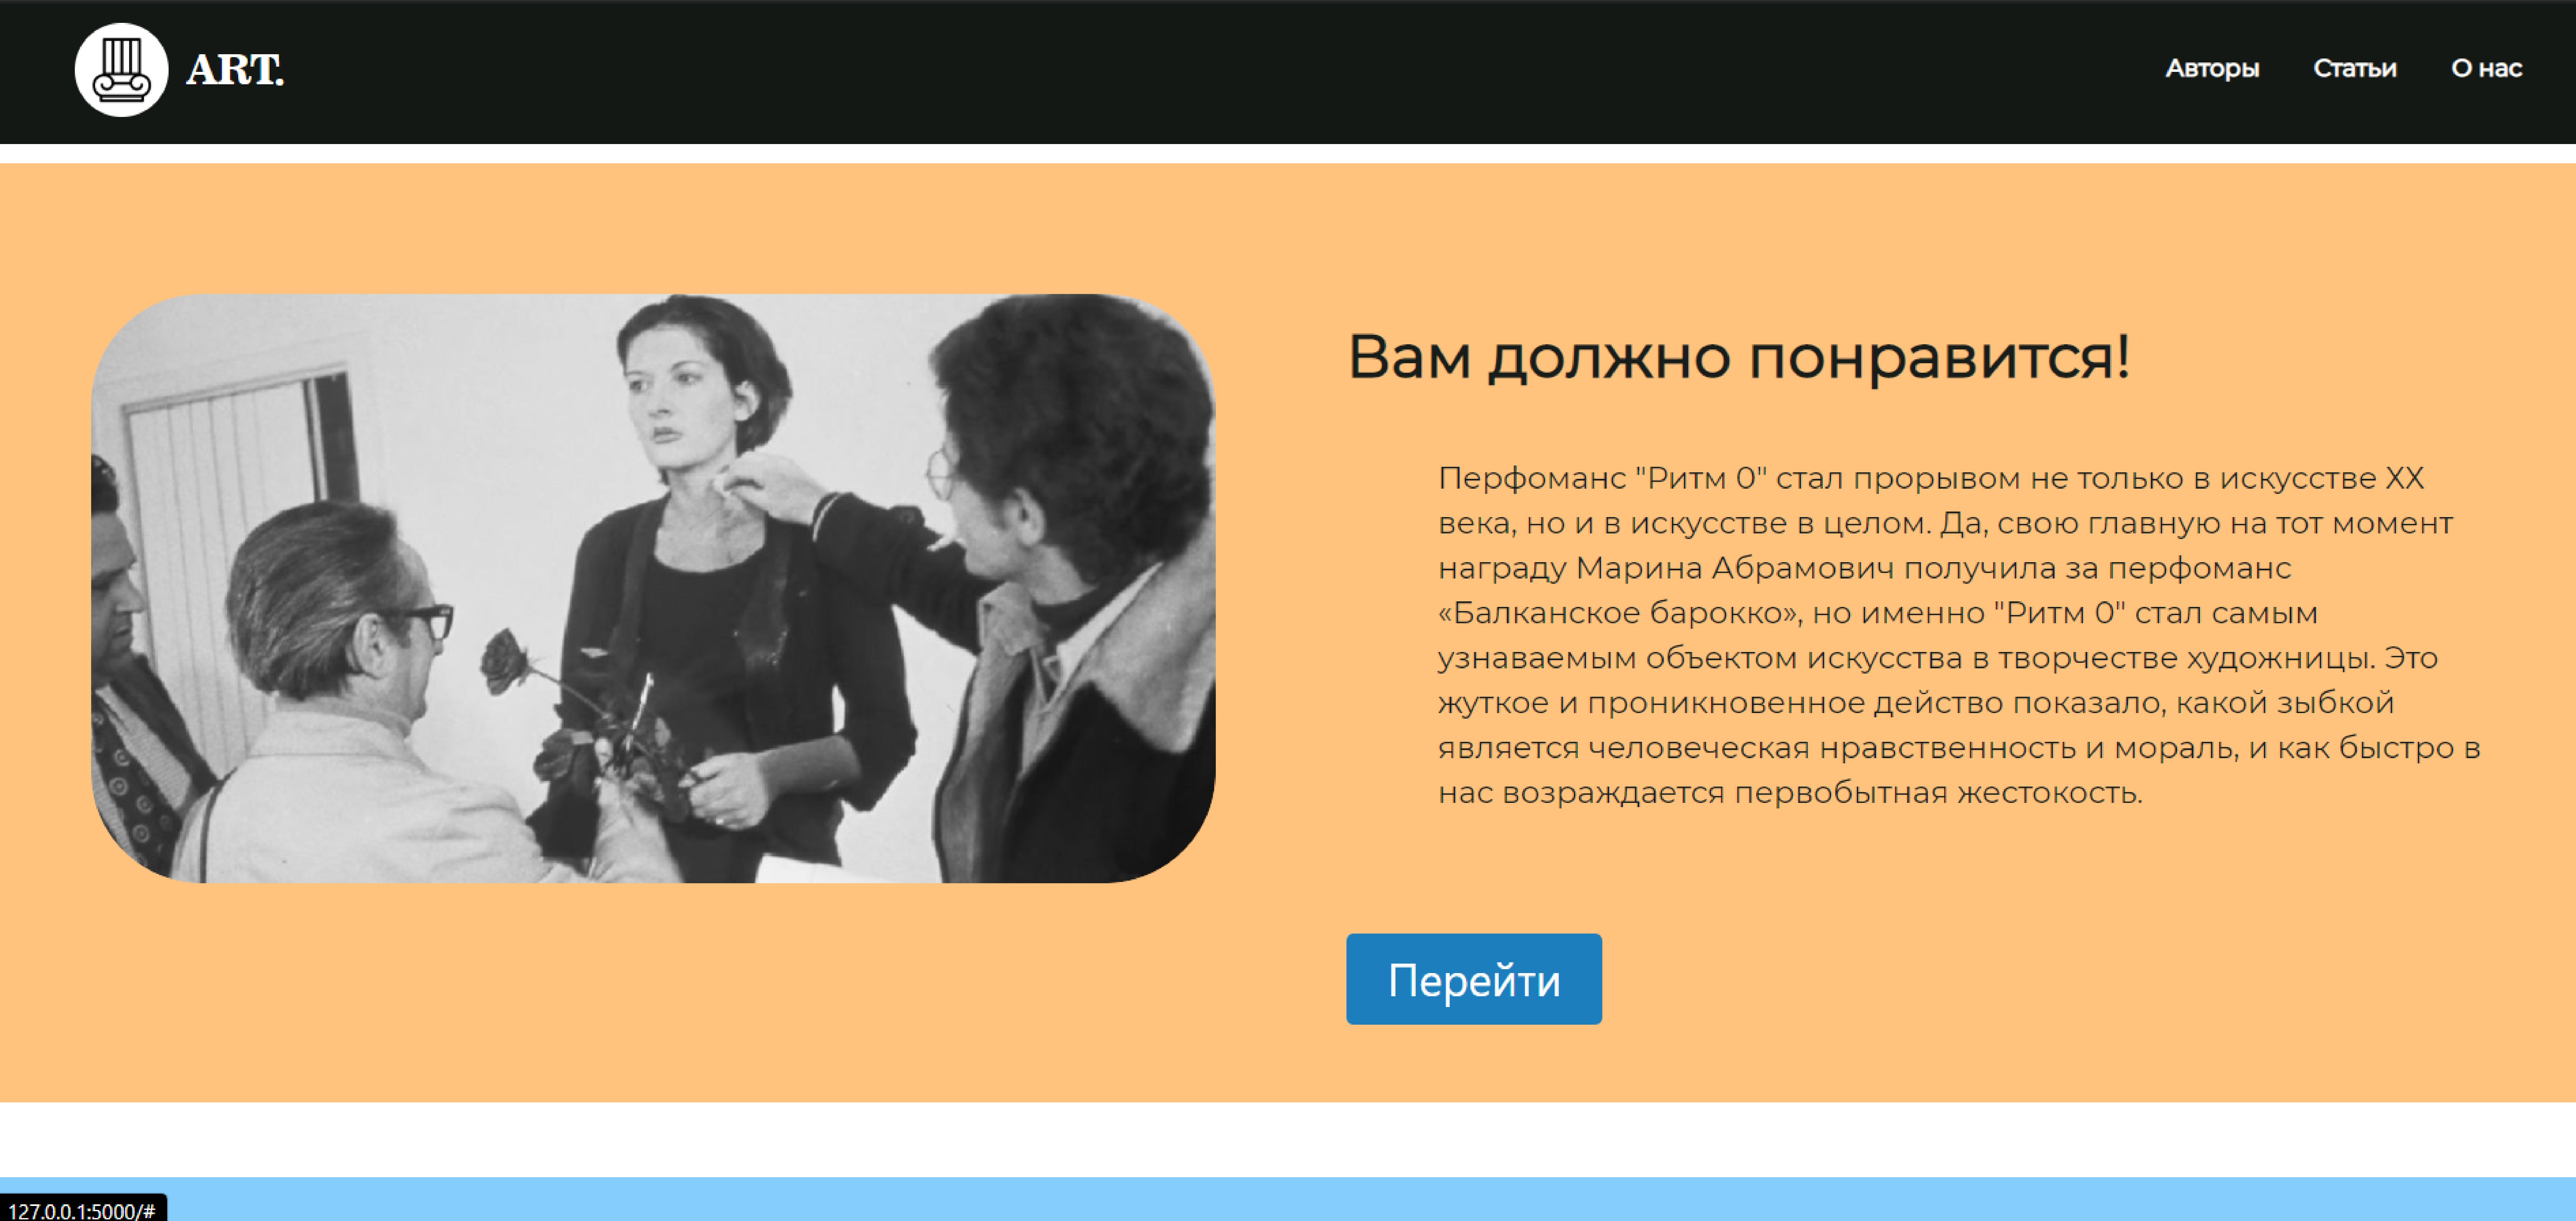 ART.
Авторы Статьи О нас
Вам должно понравится!
Перфоманс "Ритм 0" стал прорывом не только в искусстве XX
века, но и в искусстве в целом. Да, свою главную на тот момент
награду Марина Абрамович получила за перфоманс
«Балканское барокко», но именно "Ритм 0" стал самым
узнаваемым объектом искусства в творчестве художницы. Это
жуткое и проникновенное действо показало, какой зыбкой
является человеческая нравственность и мораль, и как быстро в
нас возраждается первобытная жестокость.
Перейти
127.0.0.1:5000/#